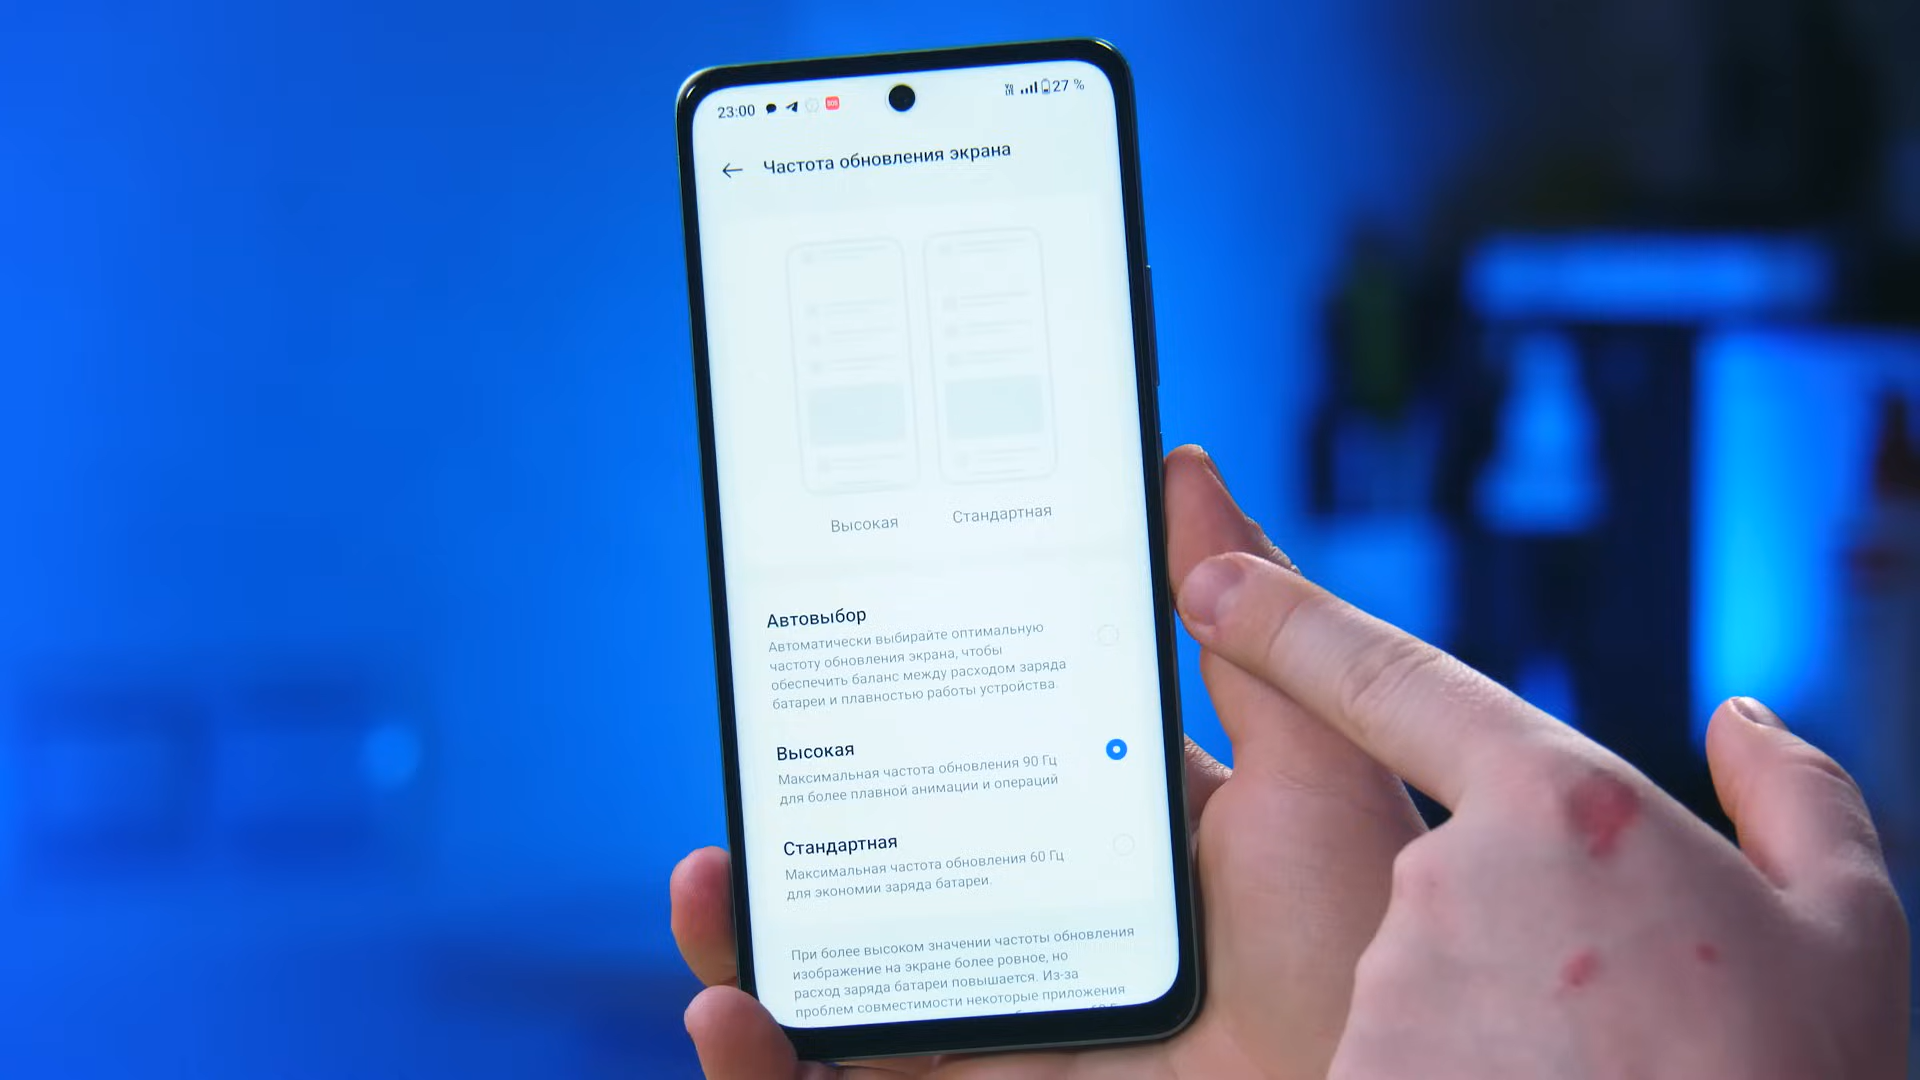 23:00
27 %
Частота обновления экрана
Высокая
Стандартная
Автовыбор
Автоматически выбирайте оптимальную
частоту обновления экрана, чтобы
обеспечить баланс между расходом заряда
батареи и плавностью работы устройства.
Высокая
Максимальная частота обновления 90 Гц
для более плавной анимации и операций
Стандартная
Максимальная частота обновления 60 Гц
для экономии заряда батареи.
При более высоком значении частоты обновления
изображение на экране более ровное, но
расход заряда батареи повышается. Из-за
проблем совместимости некоторые приложения